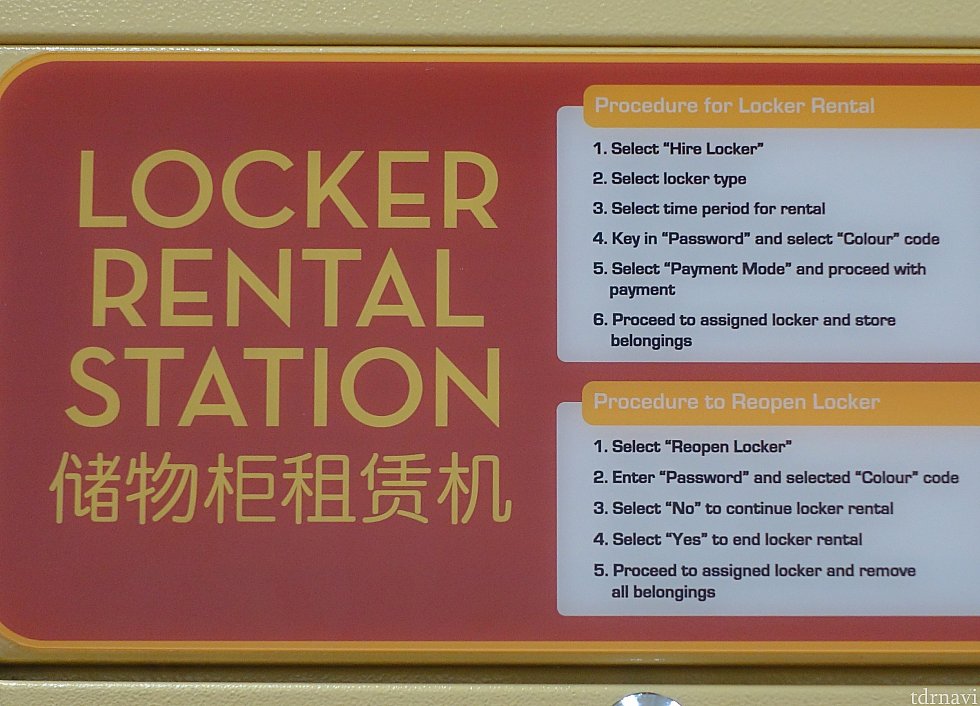 LOCKER
RENTAL
STATION
储物柜租赁机
Procedure for Locker Rental
1. Select “Hire Locker”
2. Select locker type
3. Select time period for rental
4. Key in “Password” and select “Colour” code
5. Select “Payment Mode” and proceed with
payment
6. Proceed to assigned locker and store
belongings
Procedure to Reopen Locker
1. Select “Reopen Locker”
2. Enter “Password” and selected “Colour” code
3. Select “No” to continue locker rental
4. Select “Yes” to end locker rental
5. Proceed to assigned locker and remove
all belongings
tdrnavi